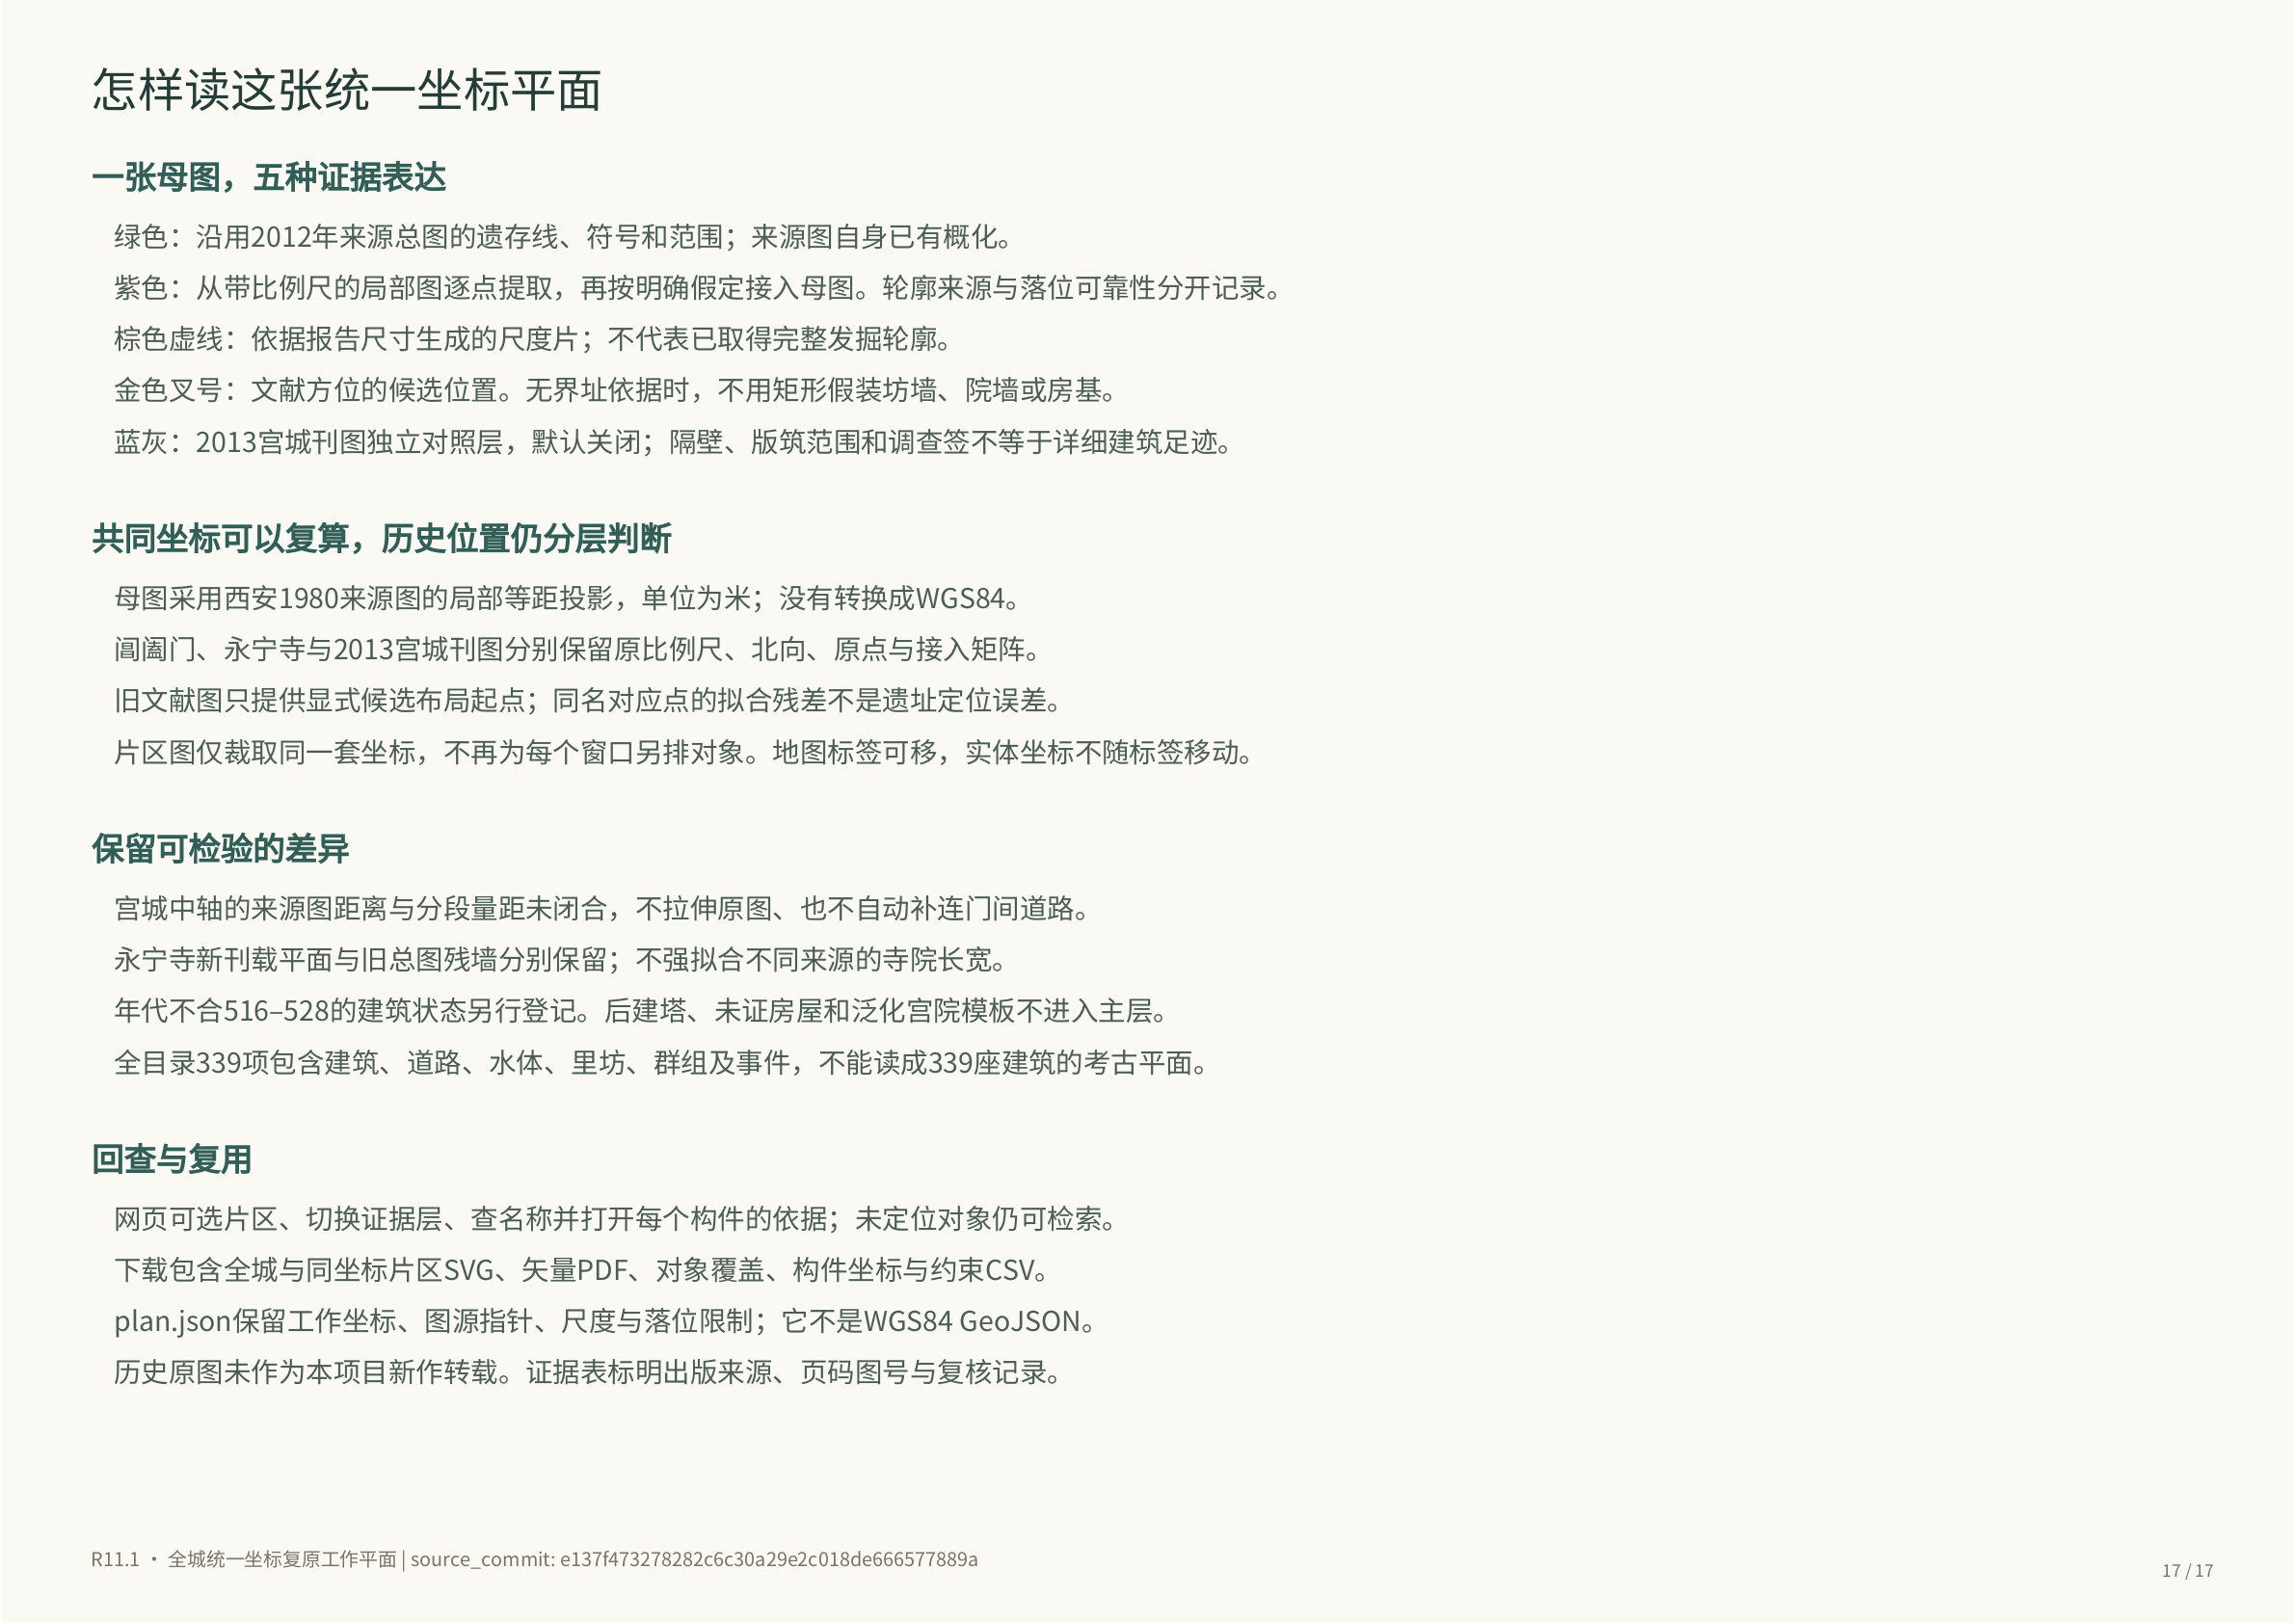 怎样读这张统一坐标平面
一张母图，五种证据表达
绿色：沿用2012年来源总图的遗存线、符号和范围；来源图自身已有概化。
紫色：从带比例尺的局部图逐点提取，再按明确假定接入母图。轮廓来源与落位可靠性分开记录。
棕色虚线：依据报告尺寸生成的尺度片；不代表已取得完整发掘轮廓。
金色叉号：文献方位的候选位置。无界址依据时，不用矩形假装坊墙、院墙或房基。
蓝灰：2013宫城刊图独立对照层，默认关闭；隔壁、版筑范围和调查签不等于详细建筑足迹。
共同坐标可以复算，历史位置仍分层判断
母图采用西安1980来源图的局部等距投影，单位为米；没有转换成WGS84。
阊阖门、永宁寺与2013宫城刊图分别保留原比例尺、北向、原点与接入矩阵。
旧文献图只提供显式候选布局起点；同名对应点的拟合残差不是遗址定位误差。
片区图仅裁取同一套坐标，不再为每个窗口另排对象。地图标签可移，实体坐标不随标签移动。
保留可检验的差异
宫城中轴的来源图距离与分段量距未闭合，不拉伸原图、也不自动补连门间道路。
永宁寺新刊载平面与旧总图残墙分别保留；不强拟合不同来源的寺院长宽。
年代不合516–528的建筑状态另行登记。后建塔、未证房屋和泛化宫院模板不进入主层。
全目录339项包含建筑、道路、水体、里坊、群组及事件，不能读成339座建筑的考古平面。
回查与复用
网页可选片区、切换证据层、查名称并打开每个构件的依据；未定位对象仍可检索。
下载包含全城与同坐标片区SVG、矢量PDF、对象覆盖、构件坐标与约束CSV。
plan.json保留工作坐标、图源指针、尺度与落位限制；它不是WGS84 GeoJSON。
历史原图未作为本项目新作转载。证据表标明出版来源、页码图号与复核记录。
R11.1 · 全城统一坐标复原工作平面 | source_commit: e137f473278282c6c30a29e2c018de666577889a
17 / 17